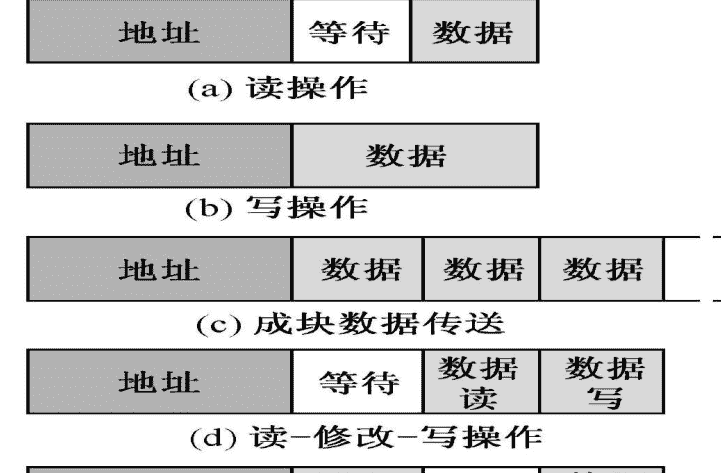 地址 等待 数据
(a) 读操作
地址 数据
(b) 写操作
地址 数据 数据 数据
(c) 成块数据传送
地址 等待 数据读 数据写
(d) 读-修改-写操作